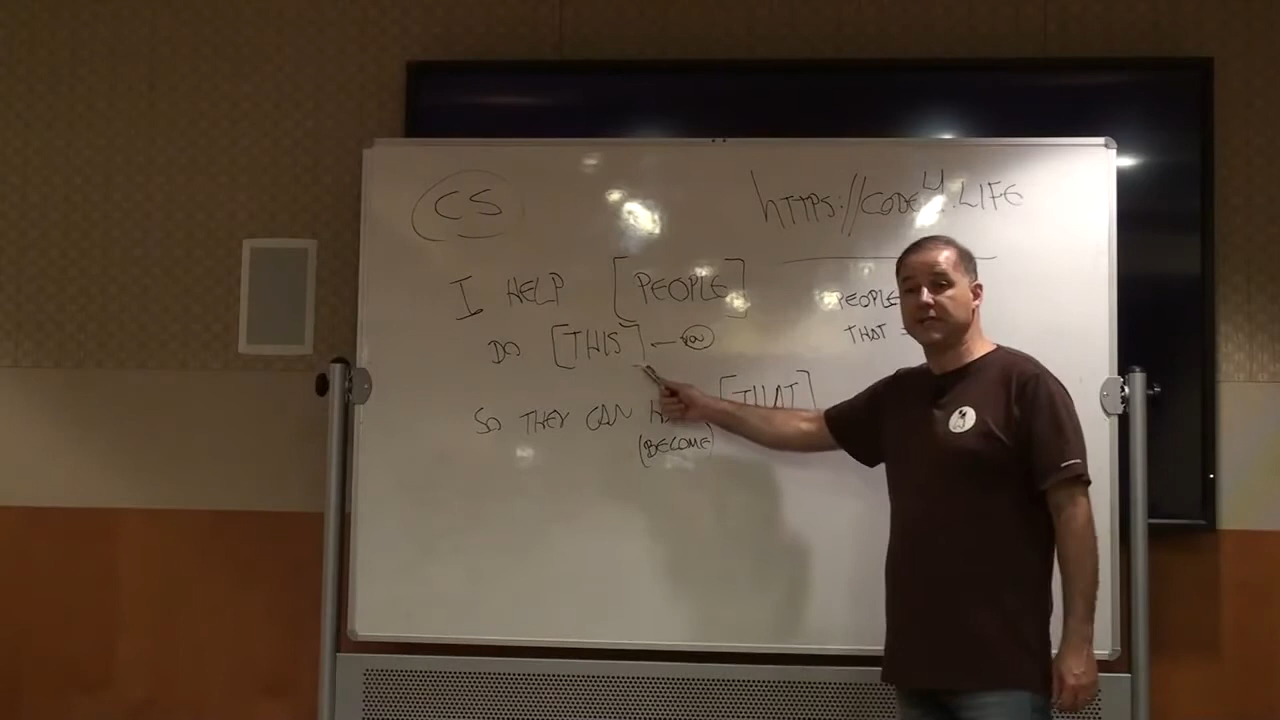 CS
https://CODE4.LIFE
I HELP [PEOPLE]
DO [THIS] ← YOU
SO THEY CAN [THAT]
(BECOME)
PEOPLE
THAT